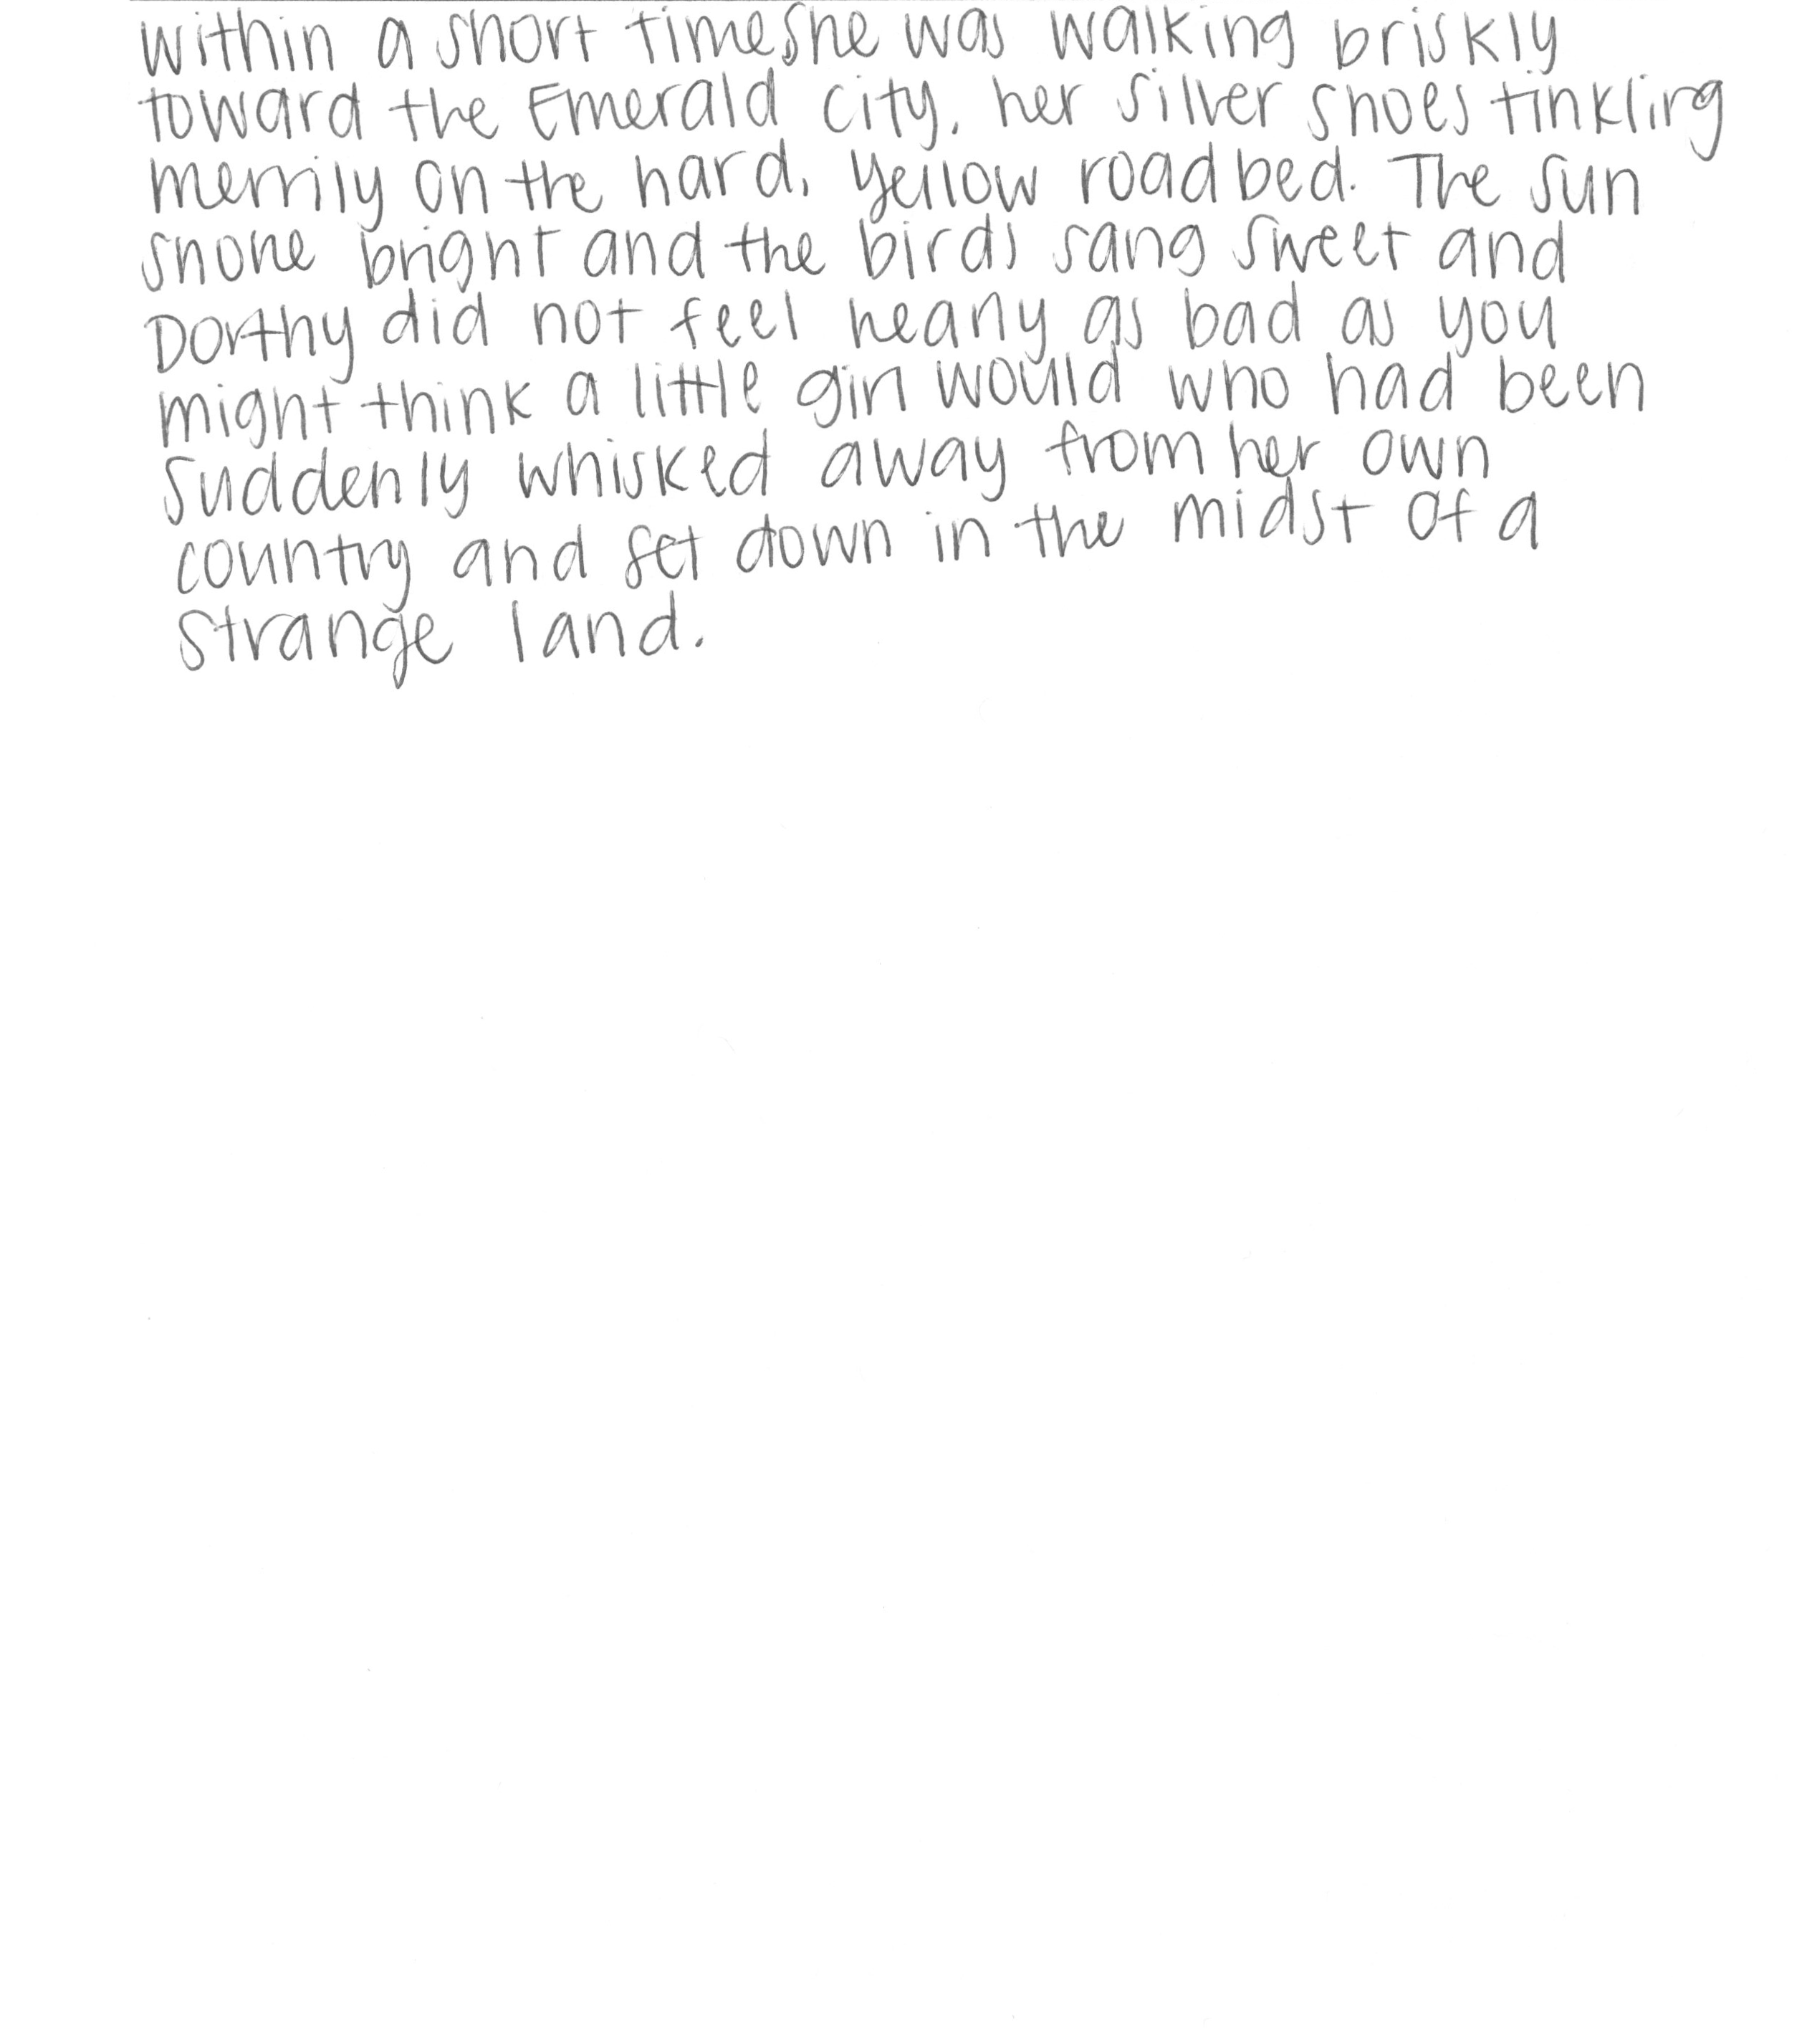 Within a short time she was walking briskly
toward the Emerald City, her silver shoes tinkling
merrily on the hard, yellow roadbed. The sun
shone bright and the birds sang sweet and
Dorthy did not feel nearly as bad as you
might think a little girl would who had been
suddenly whisked away from her own
country and set down in the midst of a
strange land.